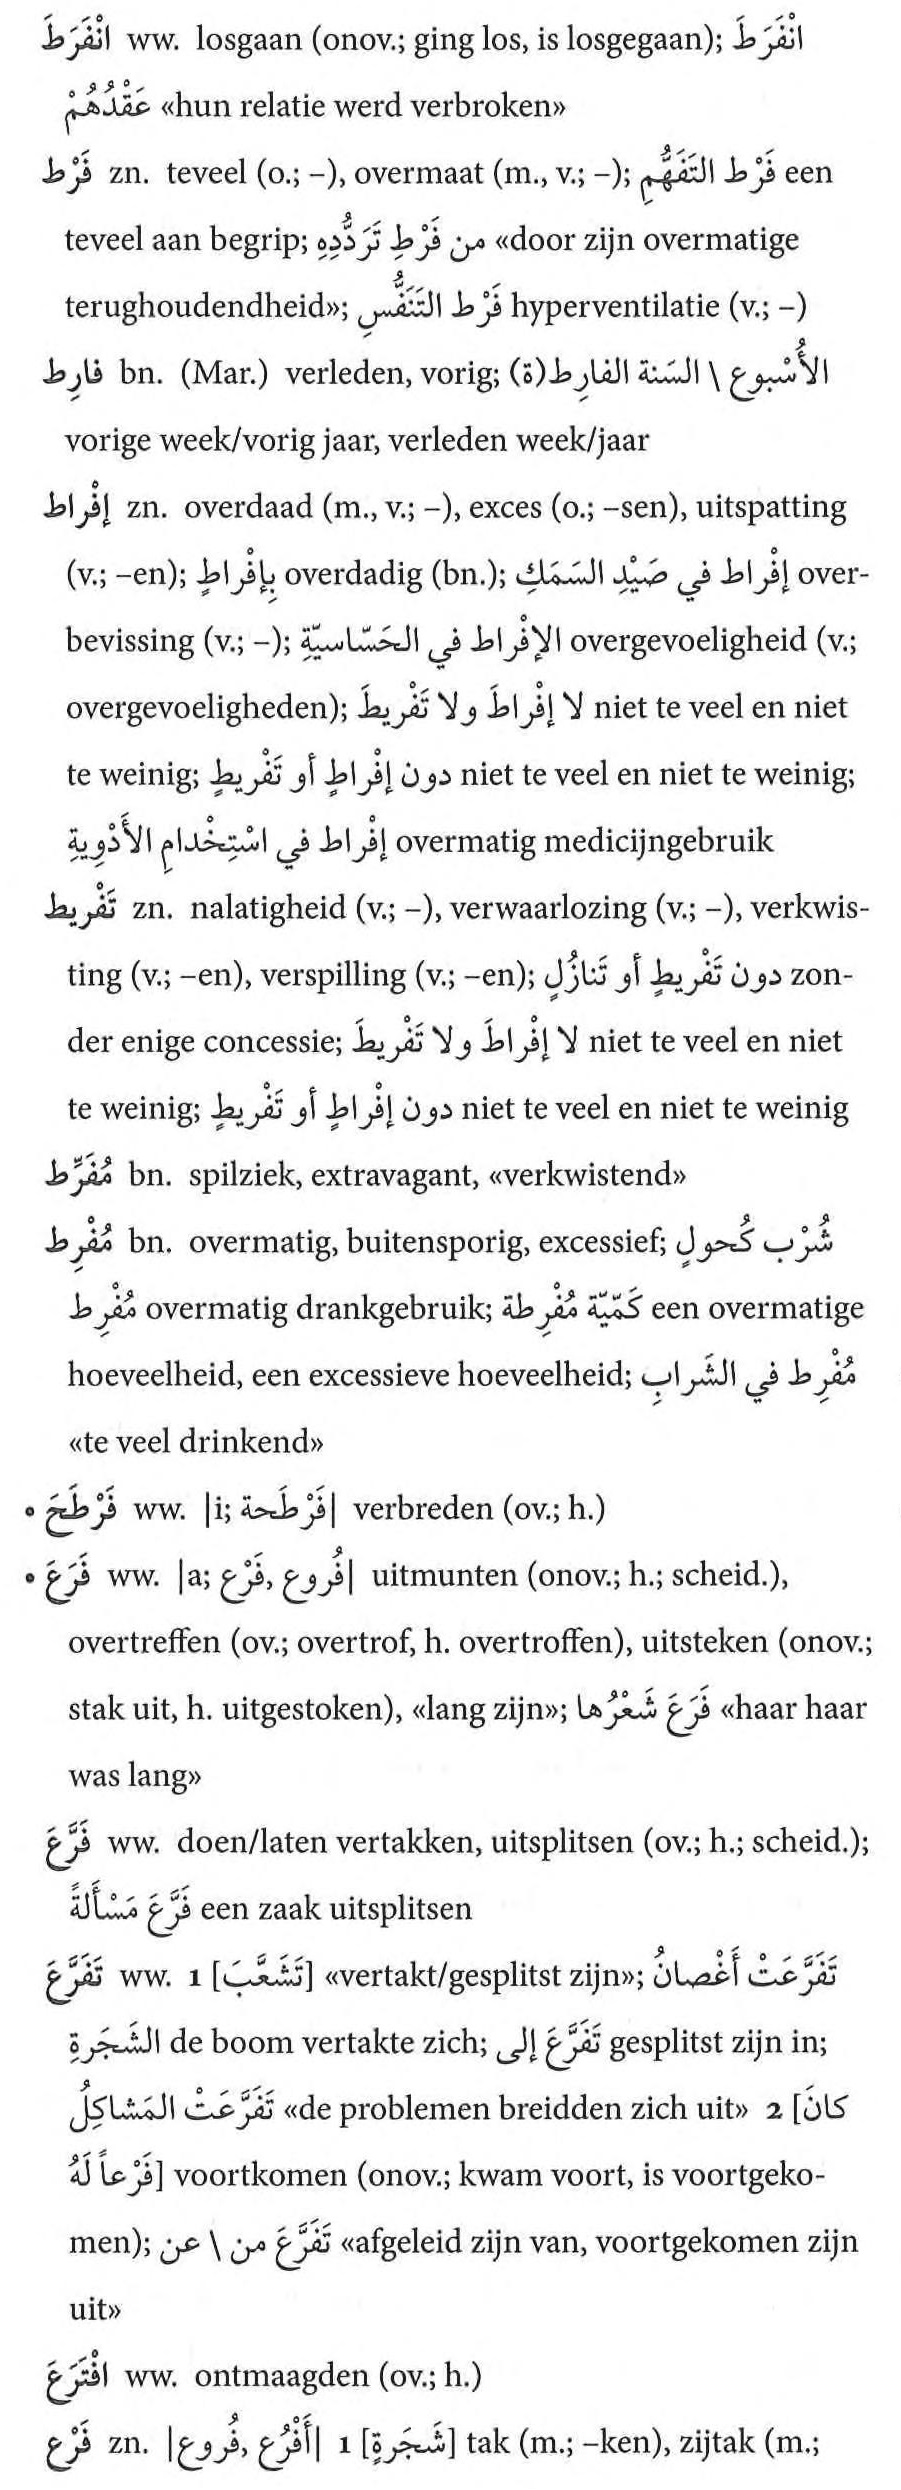 انْفَرَطَ ww. losgaan (onov.; ging los, is losgegaan); انْفَرَطَ
عَقْدُهُمْ «hun relatie werd verbroken»
فَرْط zn. teveel (o.; –), overmaat (m., v.; –); فَرْط التَفَهُّمِ een
teveel aan begrip; من فَرْطِ تَرَدُّدِهِ «door zijn overmatige
terughoudendheid»; فَرْط التَنَفُّسِ hyperventilatie (v.; –)
فارِط bn. (Mar.) verleden, vorig; الأُسْبوع \ السَنة الفارِط(ة)
vorige week/vorig jaar, verleden week/jaar
إفْراط zn. overdaad (m., v.; –), exces (o.; –sen), uitspatting
(v.; –en); بِإفْراطٍ overdadig (bn.); إفْراط في صَيْدِ السَمَكِ over-
bevissing (v.; –); الإفْراط في الحَسّاسيّةِ overgevoeligheid (v.;
overgevoeligheden); لا إفْراطَ ولا تَفْريطَ niet te veel en niet
te weinig; دون إفْراطٍ أو تَفْريطٍ niet te veel en niet te weinig;
إفْراط في اسْتِخْدامِ الأَدْوِيةِ overmatig medicijngebruik
تَفْريط zn. nalatigheid (v.; –), verwaarlozing (v.; –), verkwis-
ting (v.; –en), verspilling (v.; –en); دون تَفْريطٍ أو تَنازُلٍ zon-
der enige concessie; لا إفْراطَ ولا تَفْريطَ niet te veel en niet
te weinig; دون إفْراطٍ أو تَفْريطٍ niet te veel en niet te weinig
مُفَرِّط bn. spilziek, extravagant, «verkwistend»
مُفْرِط bn. overmatig, buitensporig, excessief; شُرْب كُحولٍ
مُفْرِط overmatig drankgebruik; كَمّيّة مُفْرِطة een overmatige
hoeveelheid, een excessieve hoeveelheid; مُفْرِط في الشَرابِ
«te veel drinkend»
• فَرْطَحَ ww. |i; فَرْطَحة| verbreden (ov.; h.)
• فَرَعَ ww. |a; فَرْع, فُروع| uitmunten (onov.; h.; scheid.),
overtreffen (ov.; overtrof, h. overtroffen), uitsteken (onov.;
stak uit, h. uitgestoken), «lang zijn»; فَرَعَ شَعْرُها «haar haar
was lang»
فَرَّعَ ww. doen/laten vertakken, uitsplitsen (ov.; h.; scheid.);
فَرَّعَ مَسْأَلةً een zaak uitsplitsen
تَفَرَّعَ ww. 1 [تَشَعَّبَ] «vertakt/gesplitst zijn»; تَفَرَّعَتْ أَغْصانُ
الشَجَرةِ de boom vertakte zich; تَفَرَّعَ إلى gesplitst zijn in;
تَفَرَّعَتْ المَشاكِلُ «de problemen breidden zich uit» 2 [كانَ
فَرْعاً لَهُ] voortkomen (onov.; kwam voort, is voortgeko-
men); تَفَرَّعَ من \ عن «afgeleid zijn van, voortgekomen zijn
uit»
افْتَرَعَ ww. ontmaagden (ov.; h.)
فَرْع zn. |أَفْرُع, فُروع| 1 [شَجَرةٍ] tak (m.; –ken), zijtak (m.;